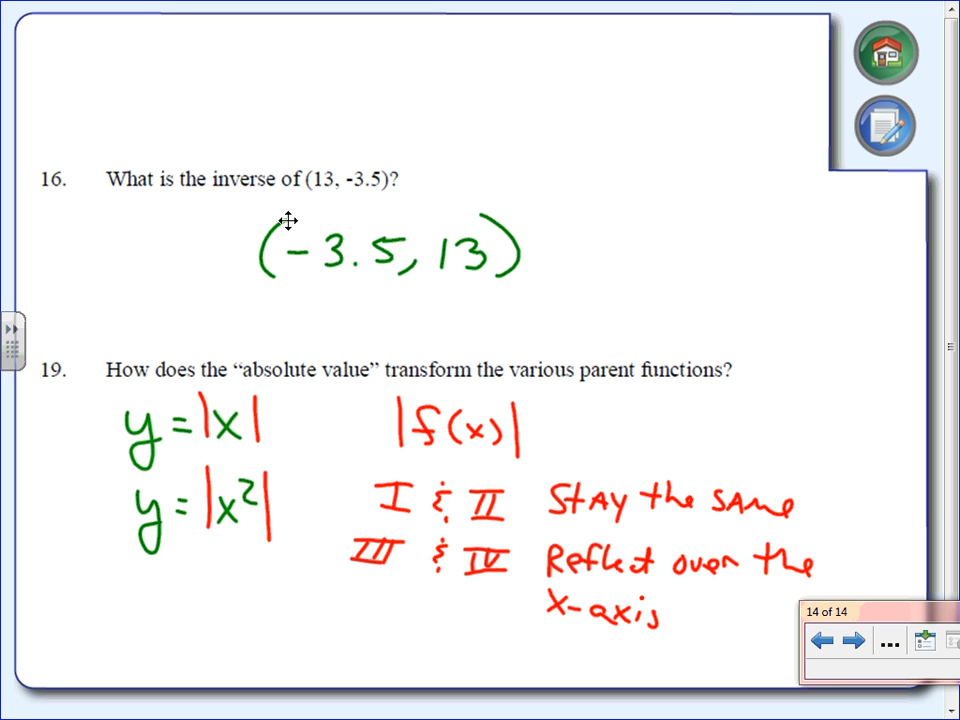 16. What is the inverse of (13, -3.5)?
(-3.5, 13)
19. How does the “absolute value” transform the various parent functions?
y = |x| |f(x)|
y = |x²| I & II Stay the same
III & IV Reflect over the
x-axis
14 of 14
...